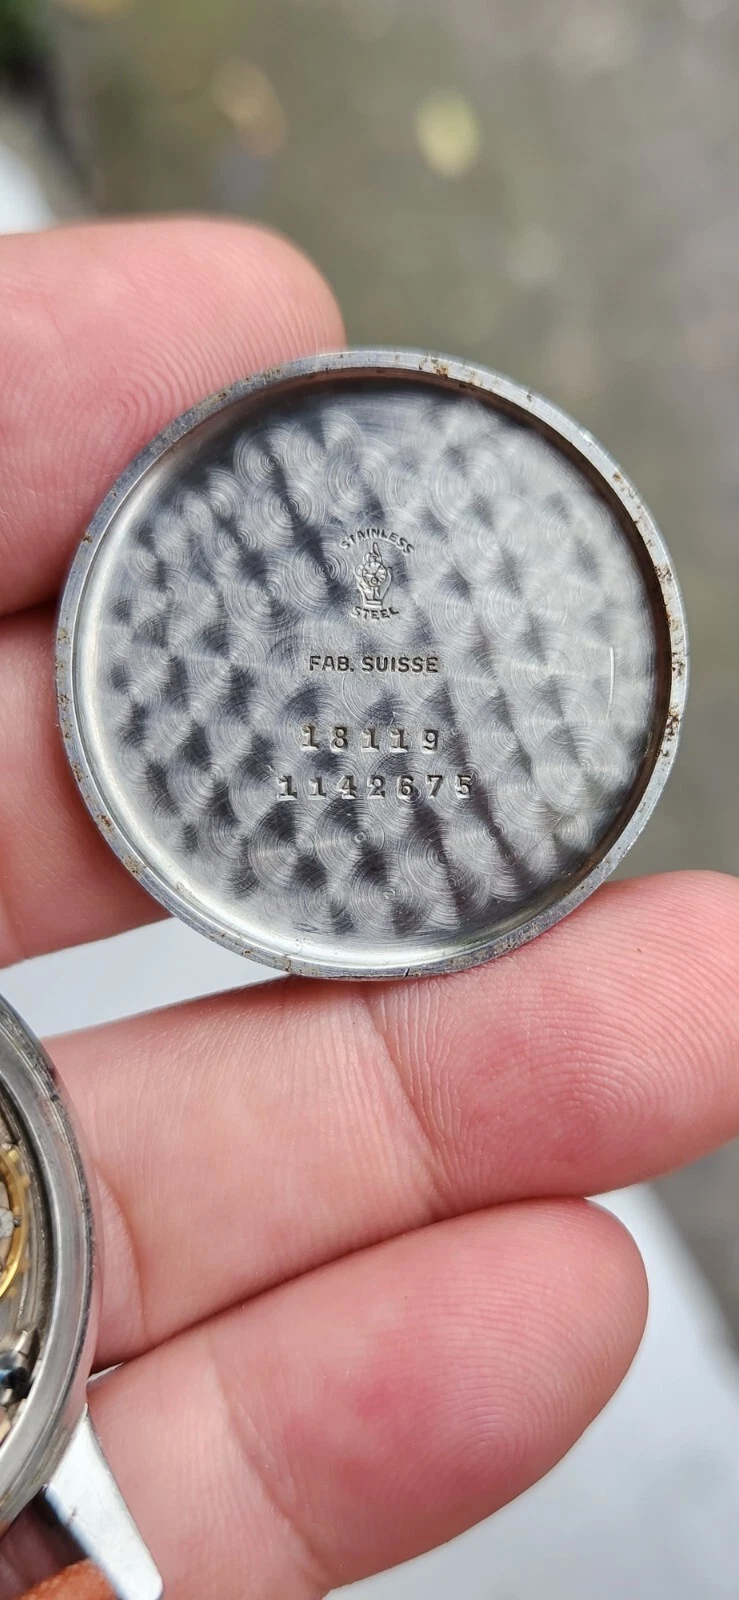 STAINLESS
STEEL
FAB. SUISSE
18119
1142675